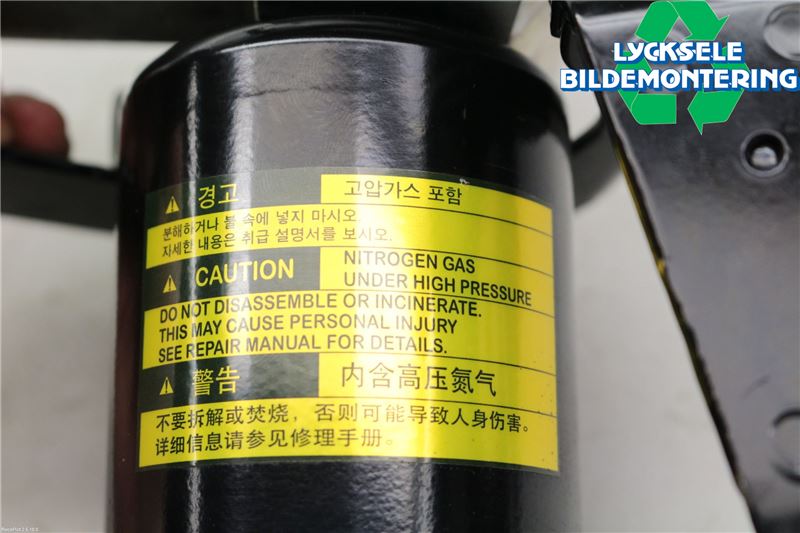 LYCKSELE
BILDEMONTERING
경고
고압가스 포함
분해하거나 불 속에 넣지 마시오.
자세한 내용은 취급 설명서를 보시오.
CAUTION
NITROGEN GAS
UNDER HIGH PRESSURE
DO NOT DISASSEMBLE OR INCINERATE.
THIS MAY CAUSE PERSONAL INJURY
SEE REPAIR MANUAL FOR DETAILS.
警告
内含高压氮气
不要拆解或焚烧，否则可能导致人身伤害。
详细信息请参见修理手册。